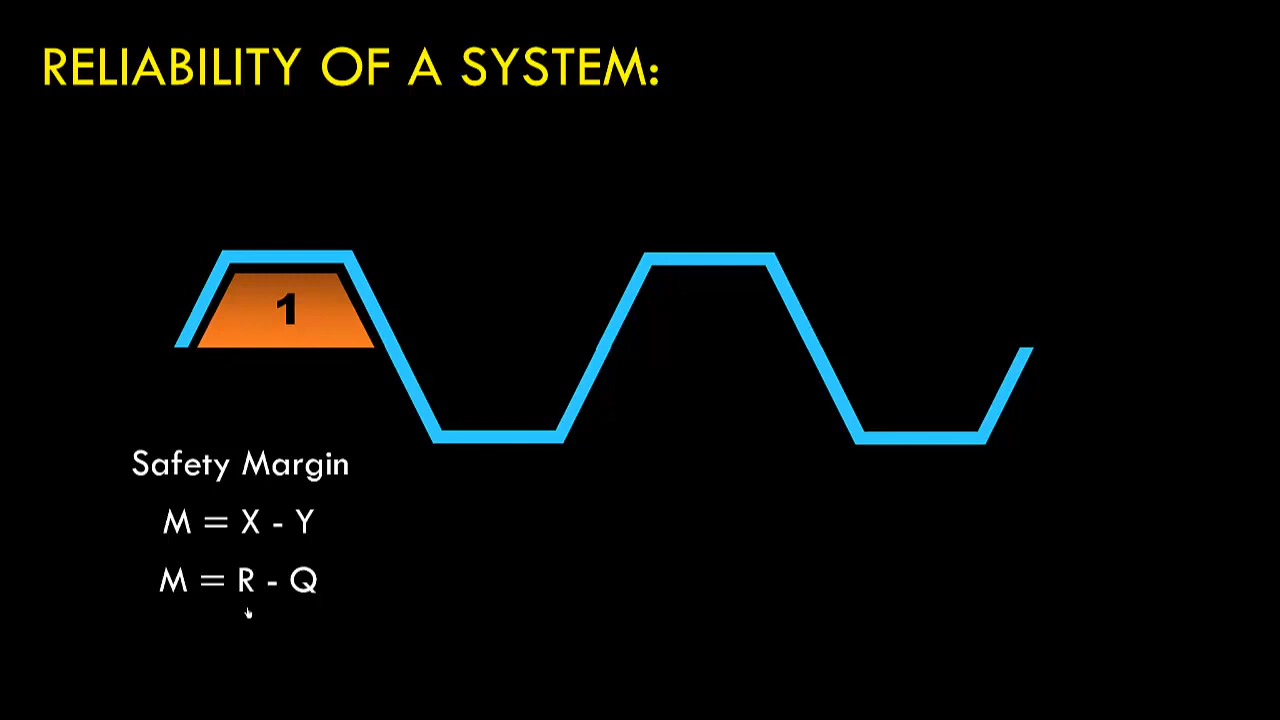 RELIABILITY OF A SYSTEM:
1
Safety Margin
M = X - Y
M = R - Q